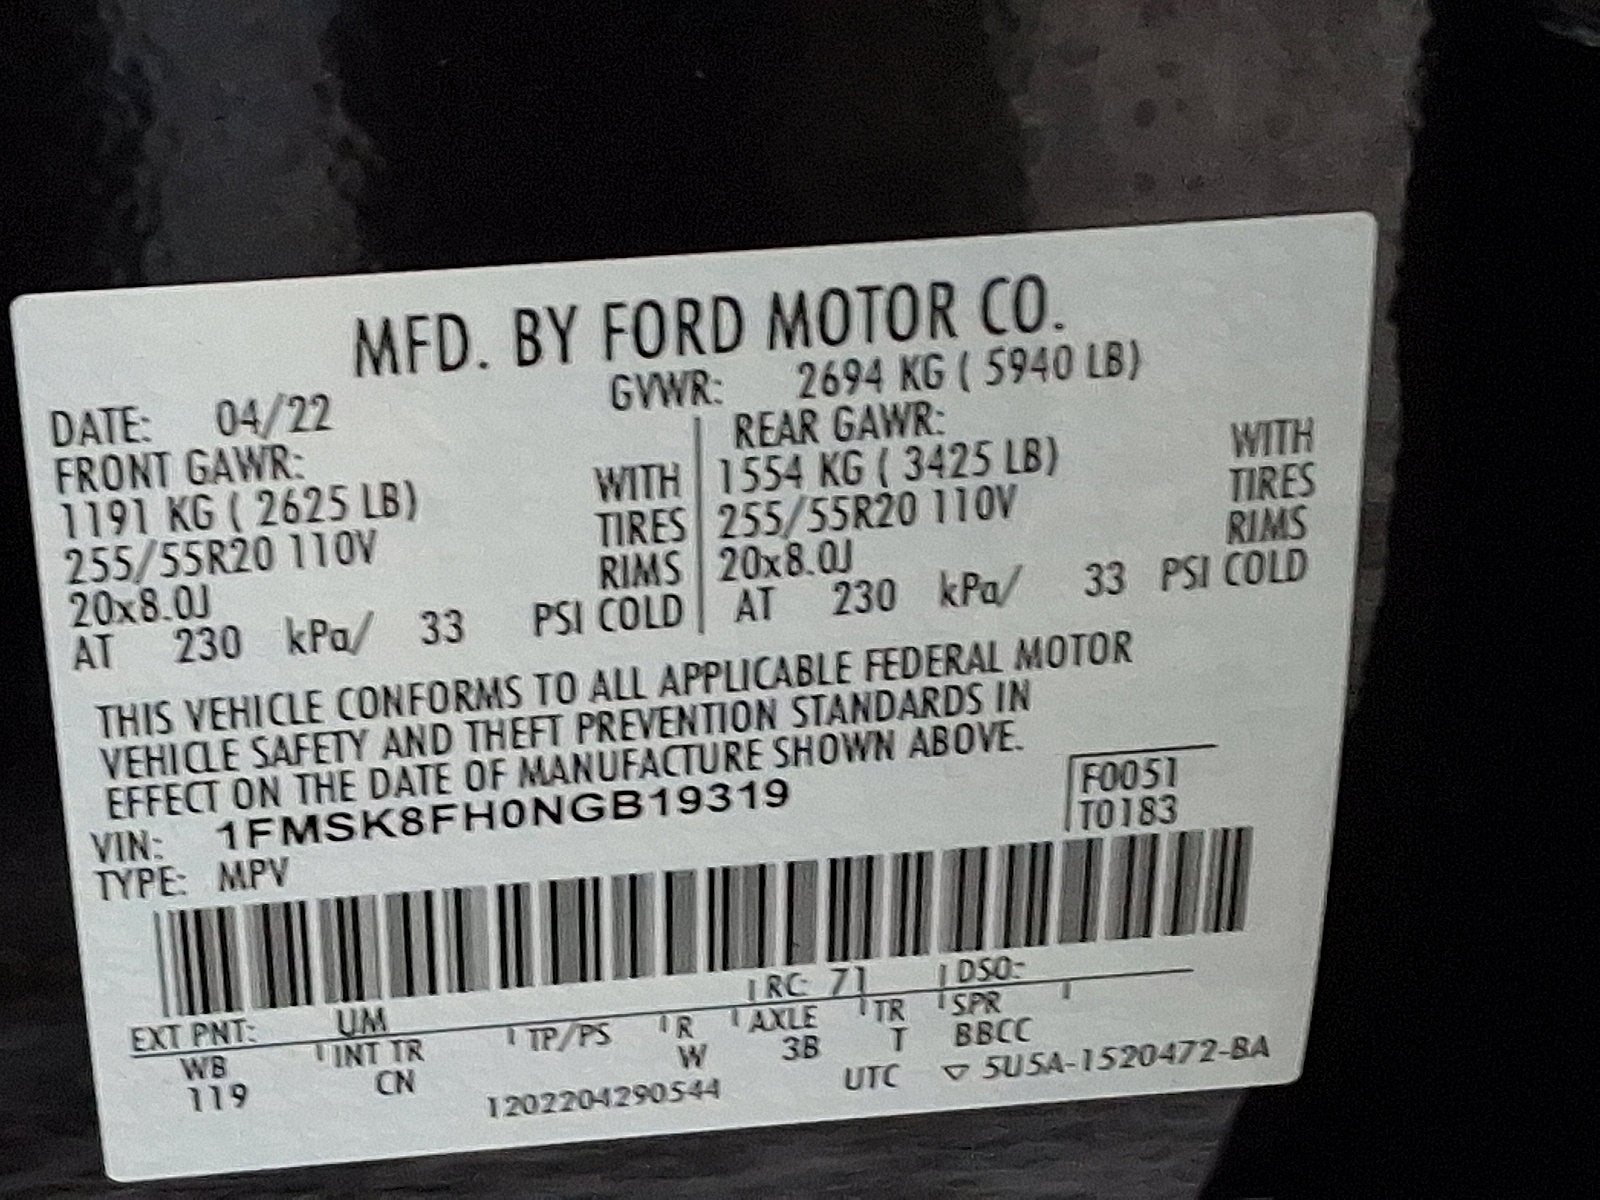 MFD. BY FORD MOTOR CO.
DATE: 04/22 GVWR: 2694 KG ( 5940 LB)
FRONT GAWR: REAR GAWR:
1191 KG ( 2625 LB) WITH 1554 KG ( 3425 LB) WITH
255/55R20 110V TIRES 255/55R20 110V TIRES
20x8.0J RIMS 20x8.0J RIMS
AT 230 kPa/ 33 PSI COLD AT 230 kPa/ 33 PSI COLD
THIS VEHICLE CONFORMS TO ALL APPLICABLE FEDERAL MOTOR
VEHICLE SAFETY AND THEFT PREVENTION STANDARDS IN
EFFECT ON THE DATE OF MANUFACTURE SHOWN ABOVE.
VIN: 1FMSK8FH0NGB19319 F0051
TYPE: MPV T0183
EXT PNT: UM RC: 71 DSO:
WB INT TR TP/PS R AXLE TR SPR
119 CN W 3B T BBCC
1202204290544 UTC ▽ 5U5A-1520472-BA